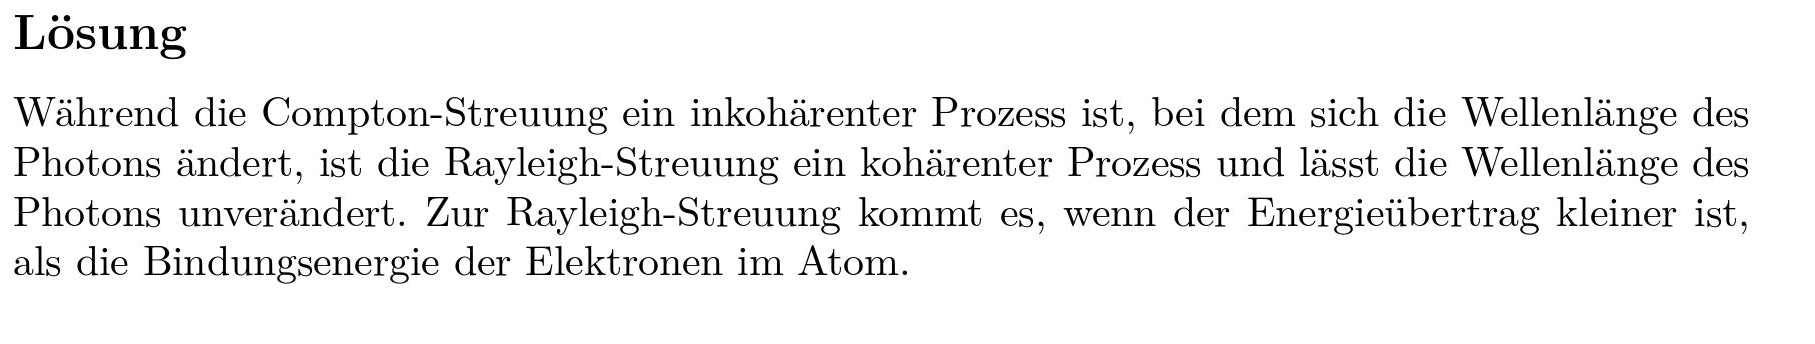 Lösung
Während die Compton-Streuung ein inkohärenter Prozess ist, bei dem sich die Wellenlänge des
Photons ändert, ist die Rayleigh-Streuung ein kohärenter Prozess und lässt die Wellenlänge des
Photons unverändert. Zur Rayleigh-Streuung kommt es, wenn der Energieübertrag kleiner ist,
als die Bindungsenergie der Elektronen im Atom.